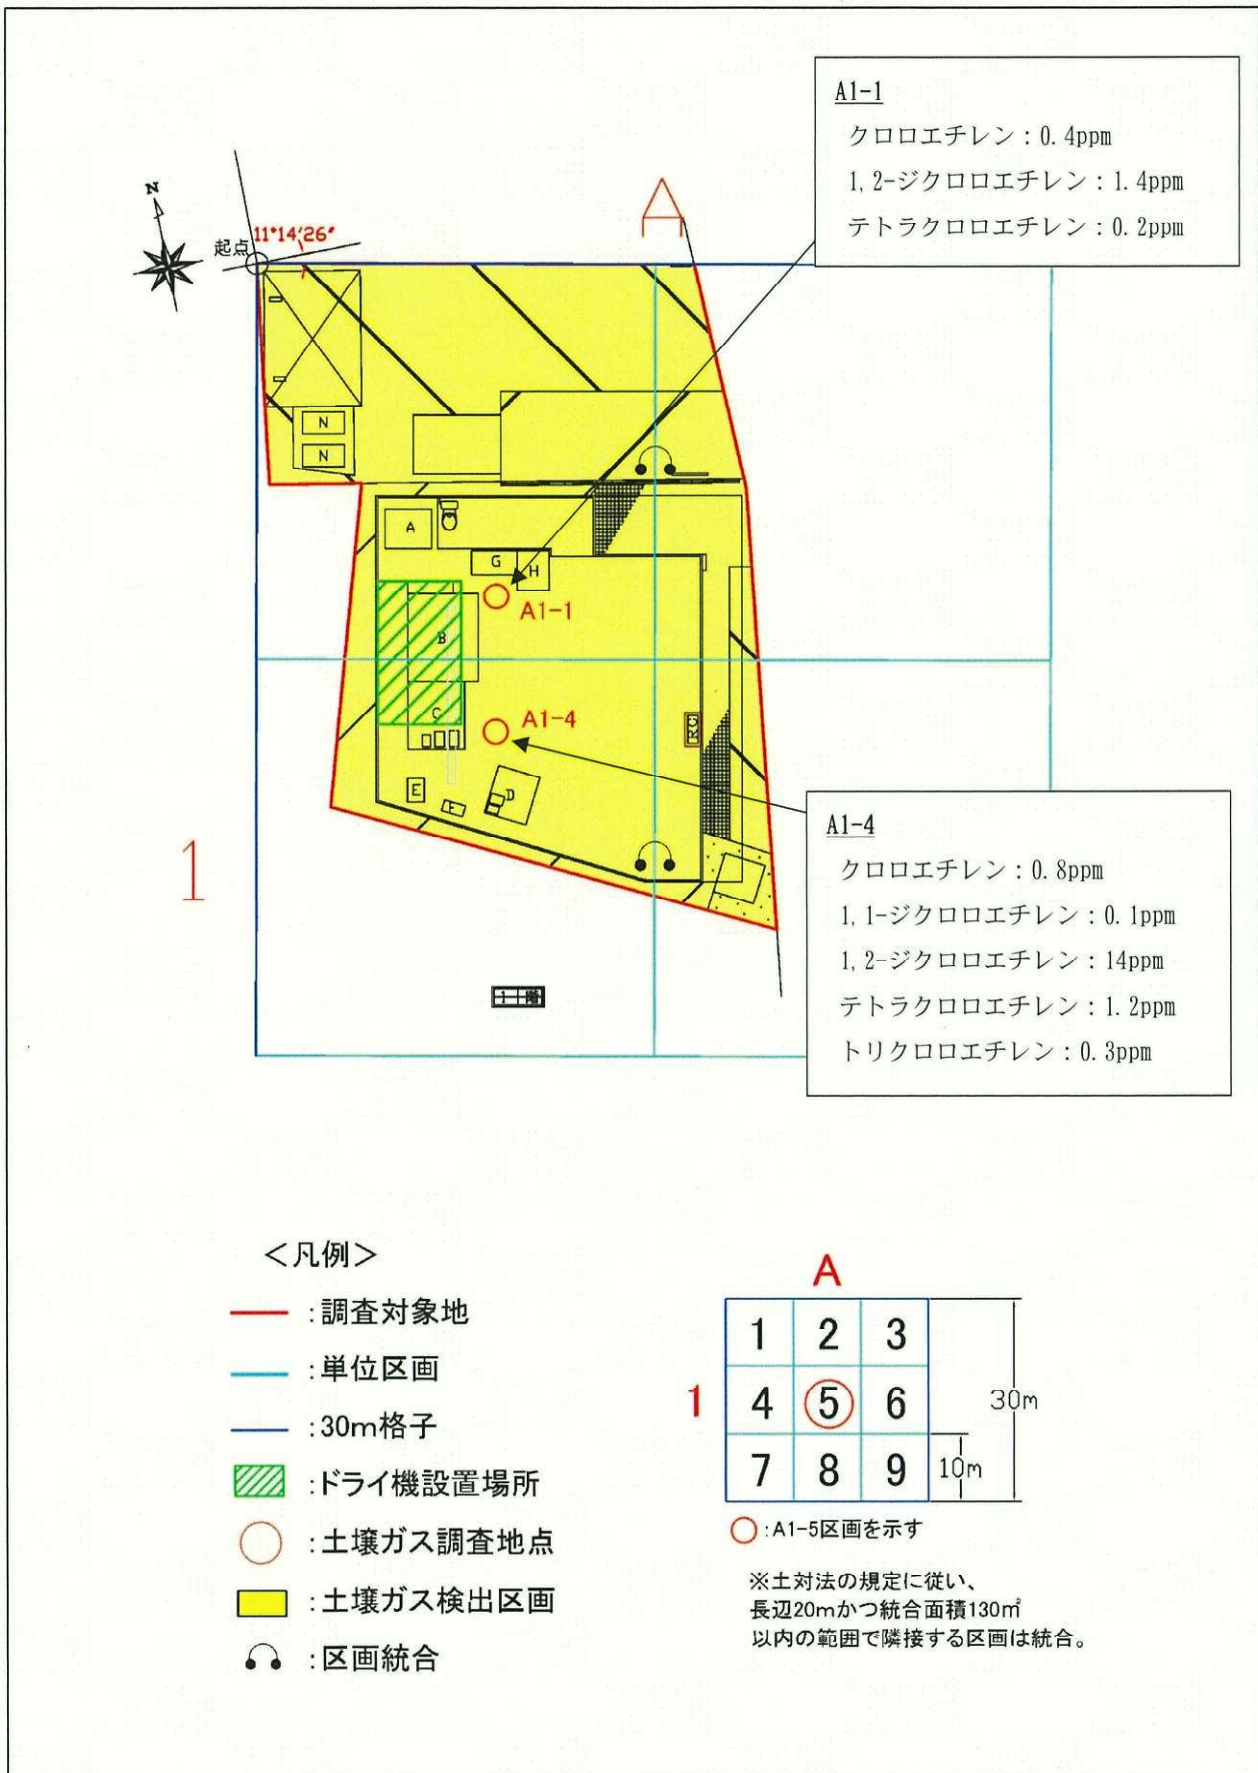 A1-1
クロロエチレン：0.4ppm
1,2-ジクロロエチレン：1.4ppm
テトラクロロエチレン：0.2ppm
N
起点
11°14′26″
A
N
N
A
G
H
A1-1
B
C
A1-4
RG
E
F
D
1
A1-4
クロロエチレン：0.8ppm
1,1-ジクロロエチレン：0.1ppm
1,2-ジクロロエチレン：14ppm
テトラクロロエチレン：1.2ppm
トリクロロエチレン：0.3ppm
1階
＜凡例＞
：調査対象地
：単位区画
：30m格子
：ドライ機設置場所
：土壌ガス調査地点
：土壌ガス検出区画
：区画統合
A
1 2 3
1 4 5 6
7 8 9
30m
10m
○：A1-5区画を示す
※土対法の規定に従い、
長辺20mかつ統合面積130㎡
以内の範囲で隣接する区画は統合。